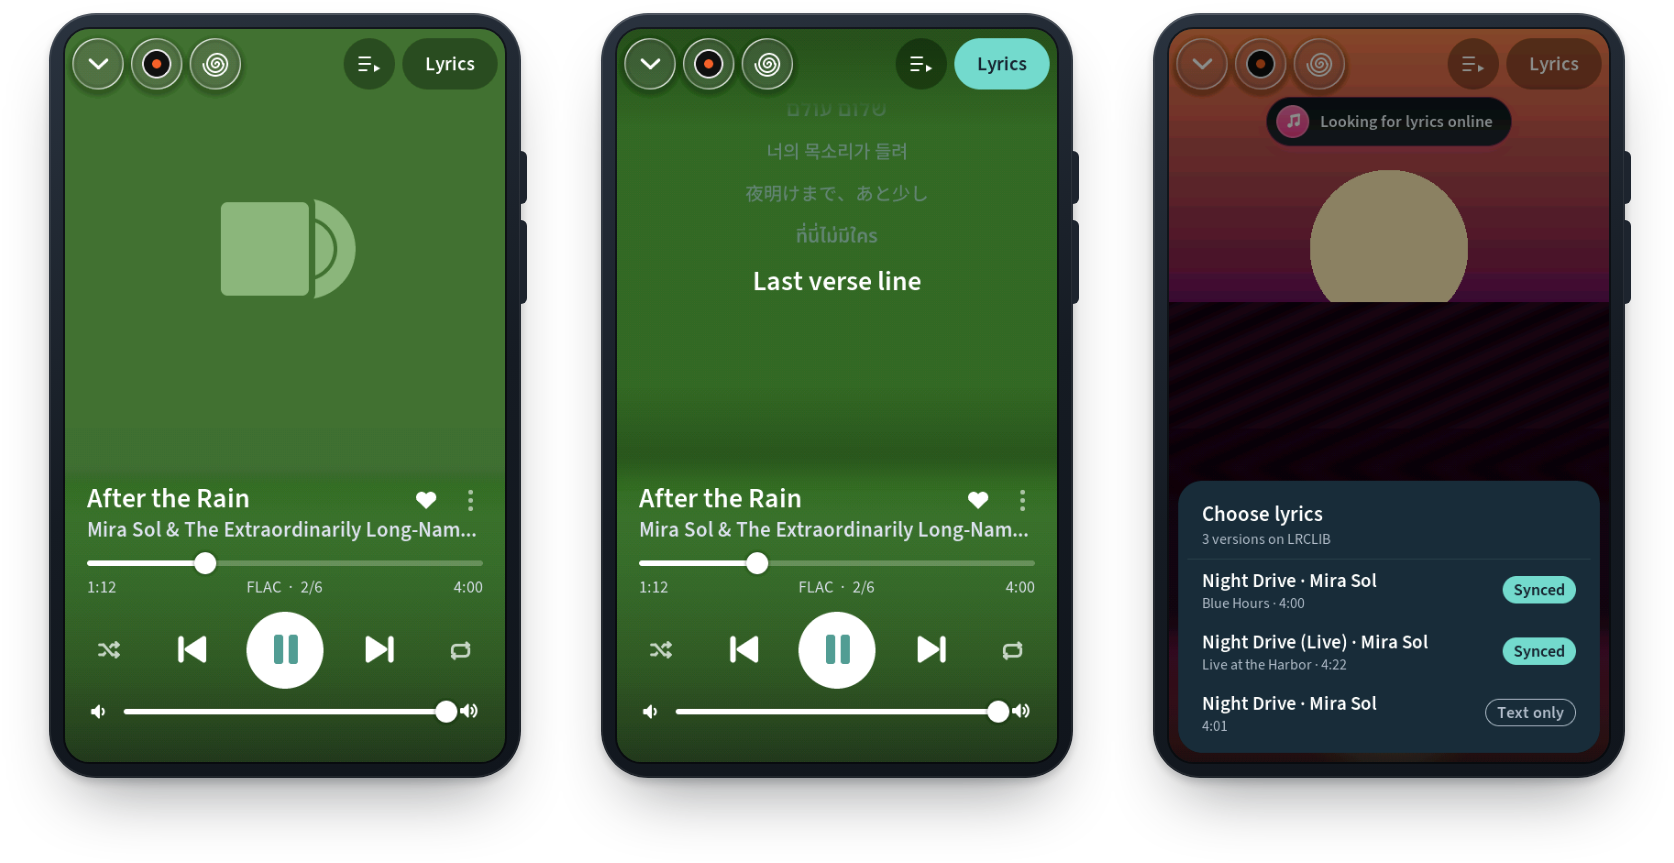 Lyrics
After the Rain
Mira Sol & The Extraordinarily Long-Nam...
1:12
FLAC · 2/6
4:00
Lyrics
שלום עולם
너의 목소리가 들려
夜明けまで、あと少し
ที่นี่ไม่มีใคร
Last verse line
After the Rain
Mira Sol & The Extraordinarily Long-Nam...
1:12
FLAC · 2/6
4:00
Lyrics
Looking for lyrics online
Choose lyrics
3 versions on LRCLIB
Night Drive · Mira Sol
Blue Hours · 4:00
Synced
Night Drive (Live) · Mira Sol
Live at the Harbor · 4:22
Synced
Night Drive · Mira Sol
4:01
Text only